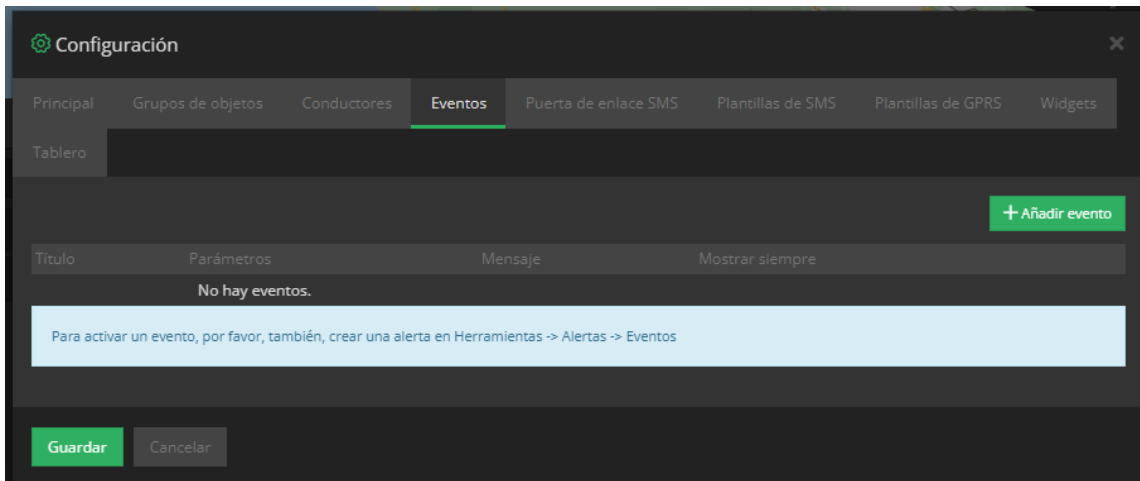 Configuración
Principal Grupos de objetos Conductores Eventos Puerta de enlace SMS Plantillas de SMS Plantillas de GPRS Widgets
Tablero
Añadir evento
Título Parámetros Mensaje Mostrar siempre
No hay eventos.
Para activar un evento, por favor, también, crear una alerta en Herramientas -> Alertas -> Eventos
Guardar Cancelar